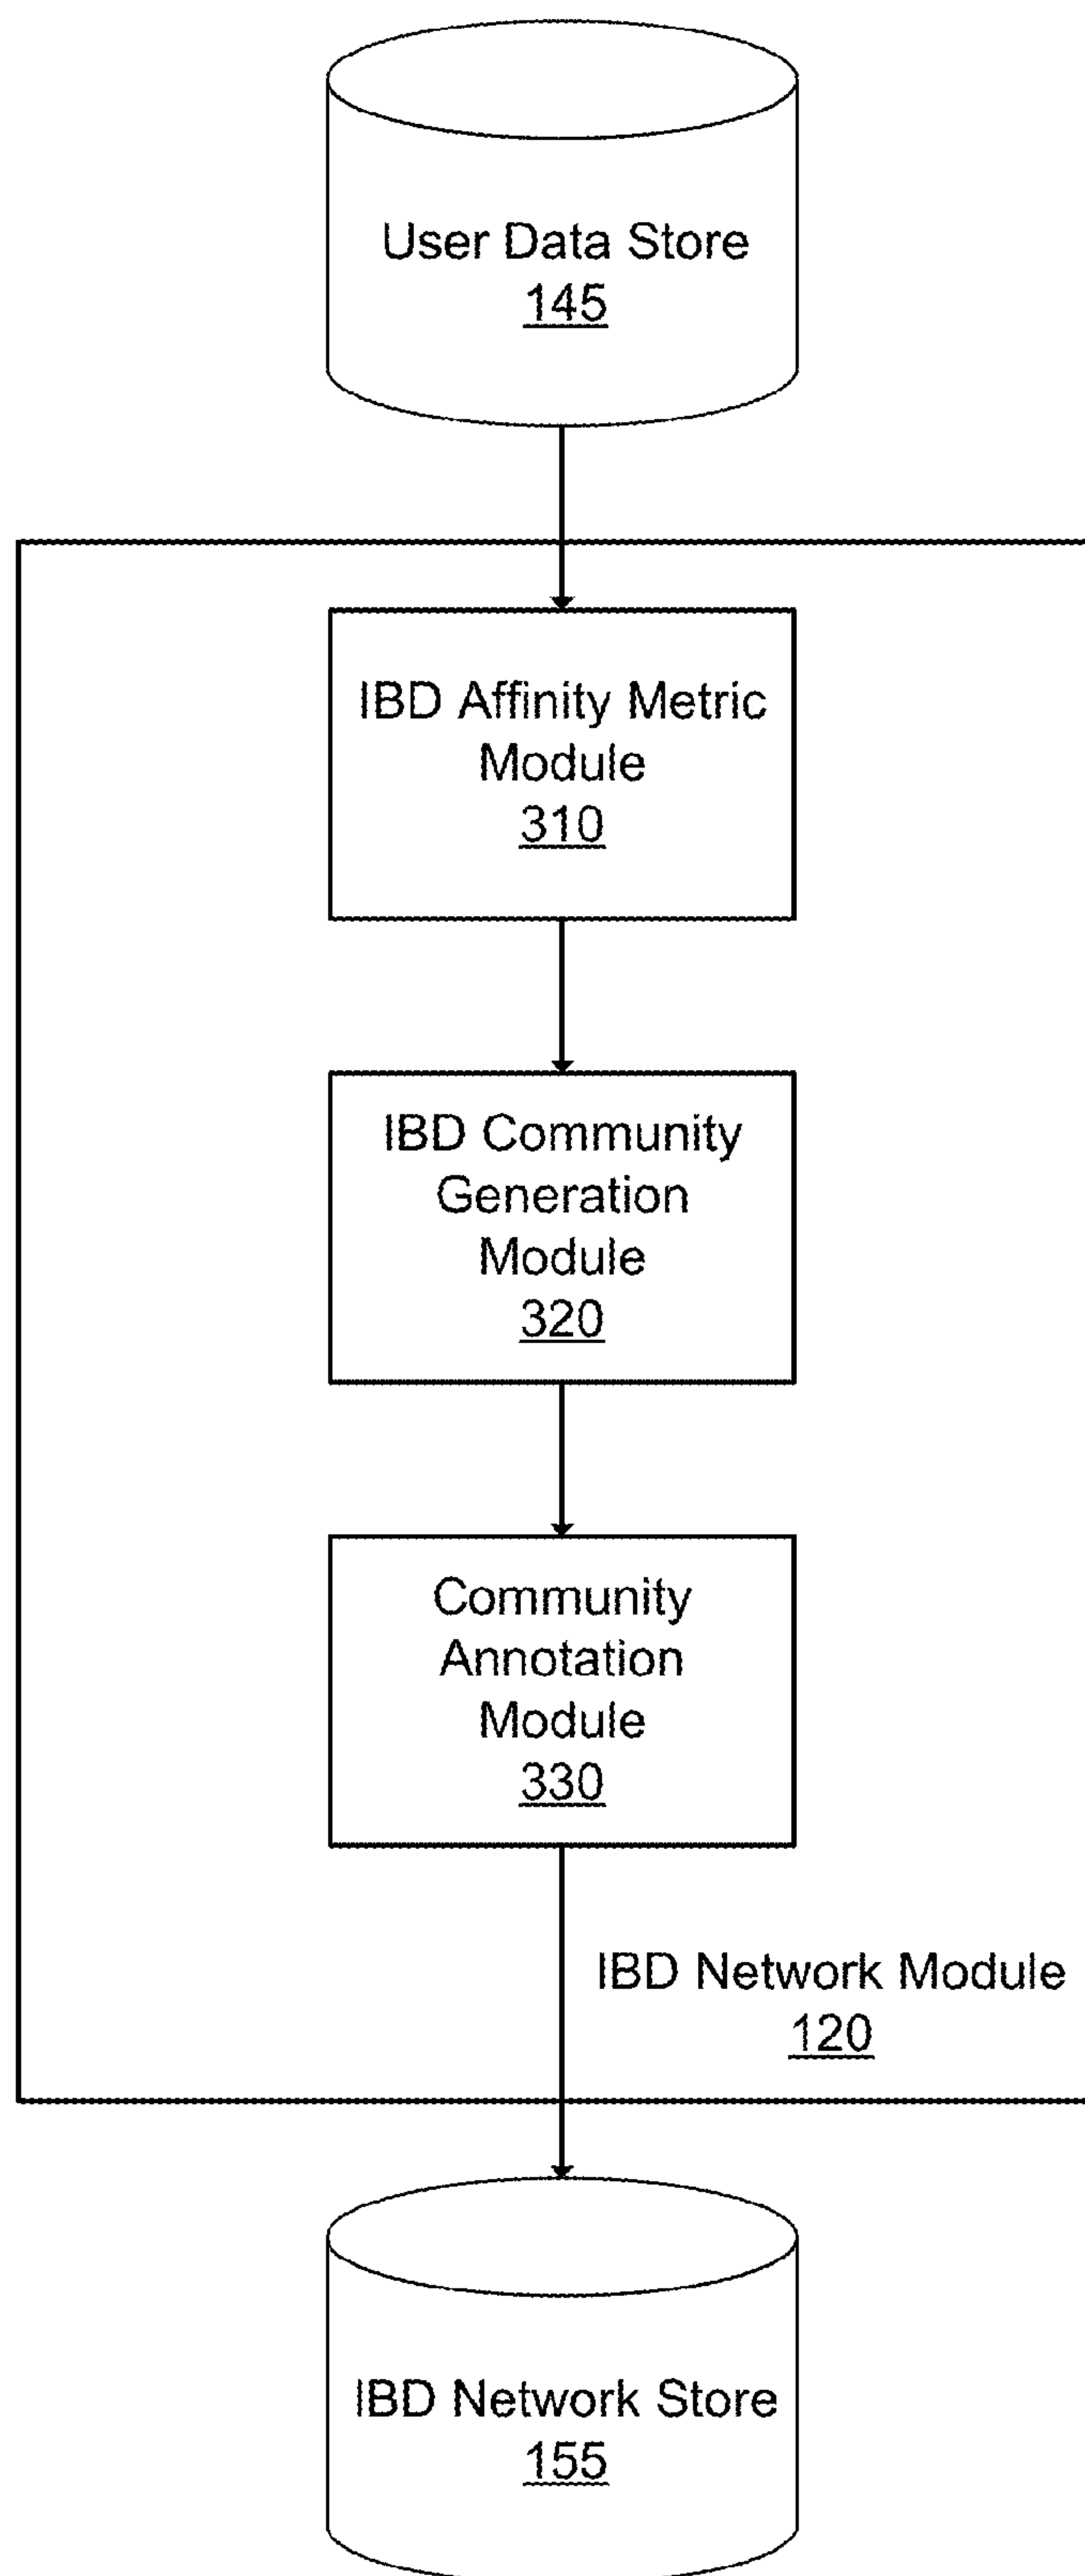 User Data Store
145
IBD Affinity Metric
Module
310
IBD Community
Generation
Module
320
Community
Annotation
Module
330
IBD Network Module
120
IBD Network Store
155